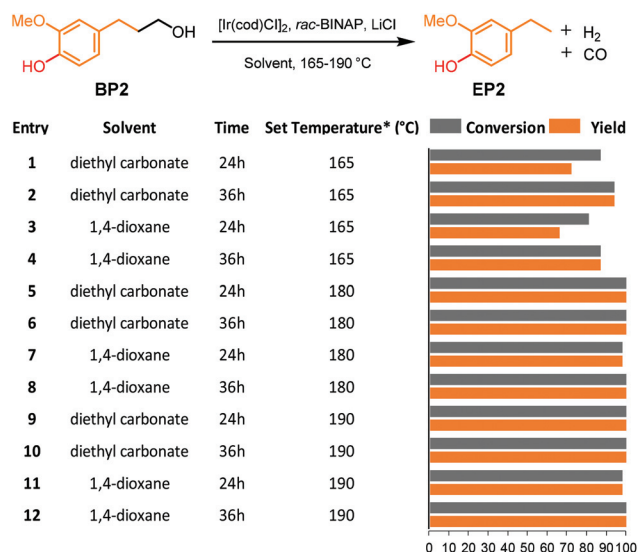 MeO
HO
OH
BP2
[Ir(cod)Cl]2, rac-BINAP, LiCl
Solvent, 165-190 °C
MeO
HO
EP2
+ H2
+ CO
Entry Solvent Time Set Temperature* (°C) Conversion Yield
1 diethyl carbonate 24h 165
2 diethyl carbonate 36h 165
3 1,4-dioxane 24h 165
4 1,4-dioxane 36h 165
5 diethyl carbonate 24h 180
6 diethyl carbonate 36h 180
7 1,4-dioxane 24h 180
8 1,4-dioxane 36h 180
9 diethyl carbonate 24h 190
10 diethyl carbonate 36h 190
11 1,4-dioxane 24h 190
12 1,4-dioxane 36h 190
0 10 20 30 40 50 60 70 80 90 100